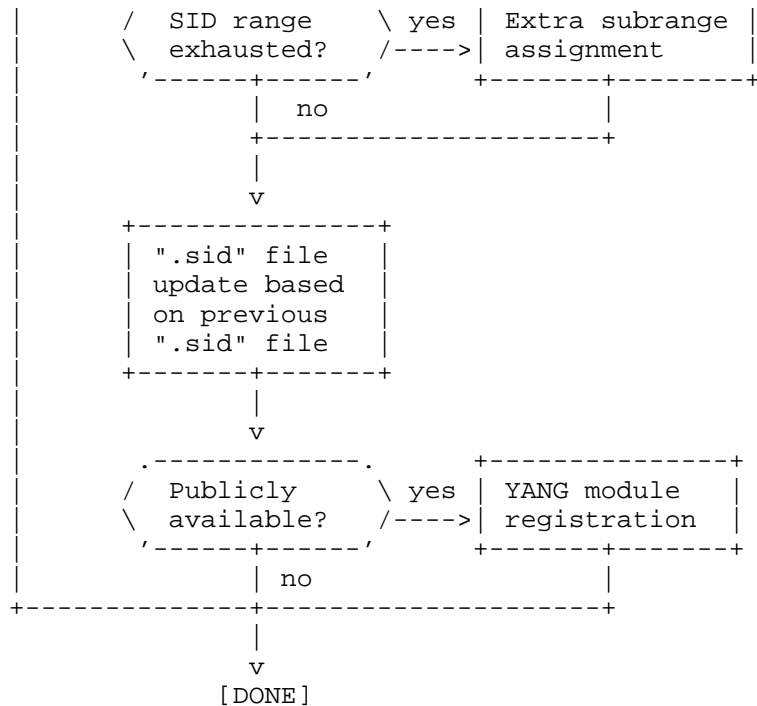 SID range yes Extra subrange
exhausted? assignment
no
v
".sid" file
update based
on previous
".sid" file
v
Publicly yes YANG module
available? registration
no
v
[DONE]